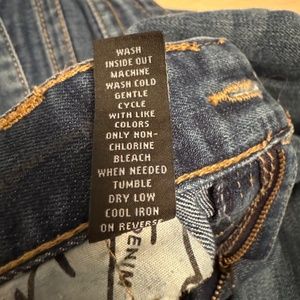 WASH
INSIDE OUT
MACHINE
WASH COLD
GENTLE
CYCLE
WITH LIKE
COLORS
ONLY NON-
CHLORINE
BLEACH
WHEN NEEDED
TUMBLE
DRY LOW
COOL IRON
ON REVERSE